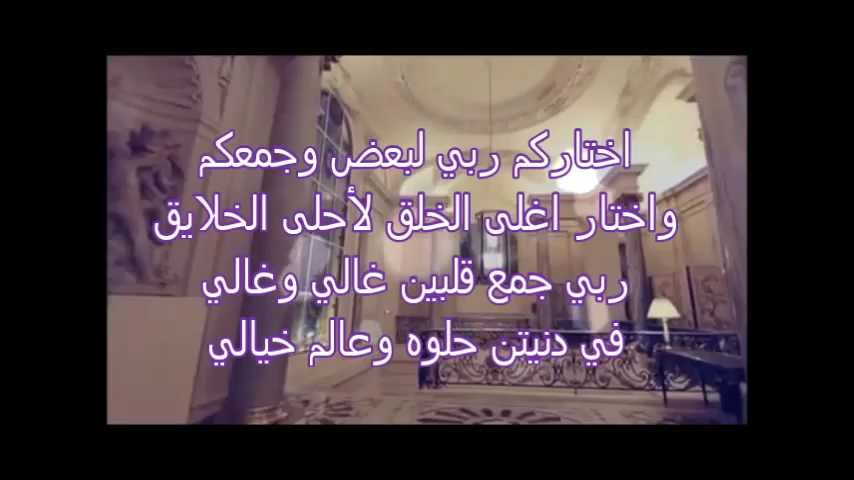 اختاركم ربي لبعض وجمعكم
واختار اغلى الخلق لأحلى الخلايق
ربي جمع قلبين غالي وغالي
في دنيتن حلوه وعالم خيالي